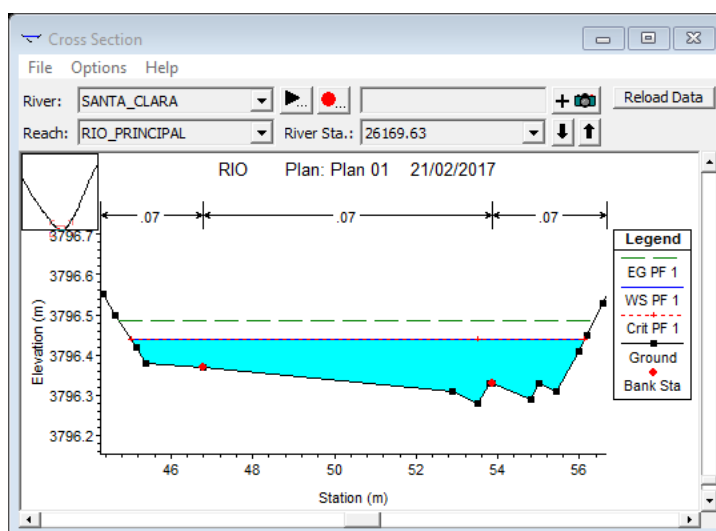 Cross Section
File Options Help
River: SANTA_CLARA Reload Data
Reach: RIO_PRINCIPAL River Sta.: 26169.63
RIO Plan: Plan 01 21/02/2017
.07 .07 .07
3796.7
3796.6
3796.5
3796.4
3796.3
3796.2
Elevation (m)
46 48 50 52 54 56
Station (m)
Legend
EG PF 1
WS PF 1
Crit PF 1
Ground
Bank Sta